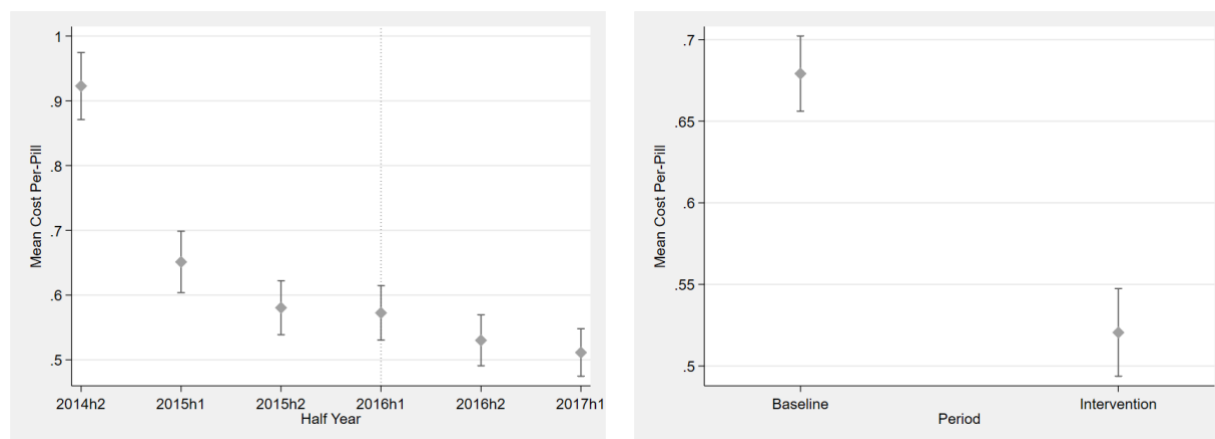 1
.9
.8
.7
.6
.5
Mean Cost Per-Pill
2014h2 2015h1 2015h2 2016h1 2016h2 2017h1
Half Year
.7
.65
.6
.55
.5
Mean Cost Per-Pill
Baseline Intervention
Period